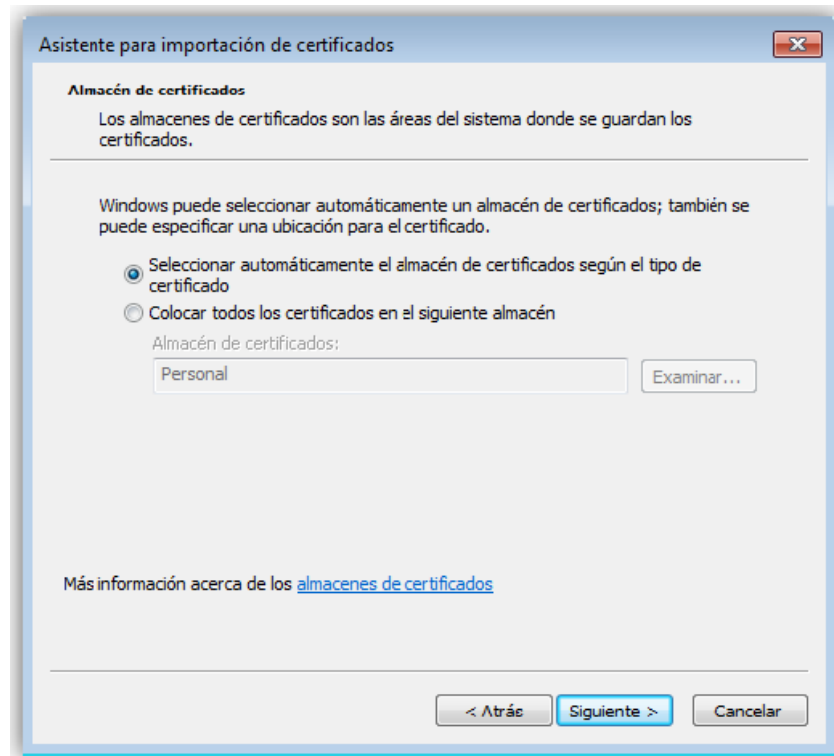 Asistente para importación de certificados
Almacén de certificados
Los almacenes de certificados son las áreas del sistema donde se guardan los
certificados.
Windows puede seleccionar automáticamente un almacén de certificados; también se
puede especificar una ubicación para el certificado.
Seleccionar automáticamente el almacén de certificados según el tipo de
certificado
Colocar todos los certificados en el siguiente almacén
Almacén de certificados:
Personal
Examinar...
Más información acerca de los almacenes de certificados
< Atrás
Siguiente >
Cancelar